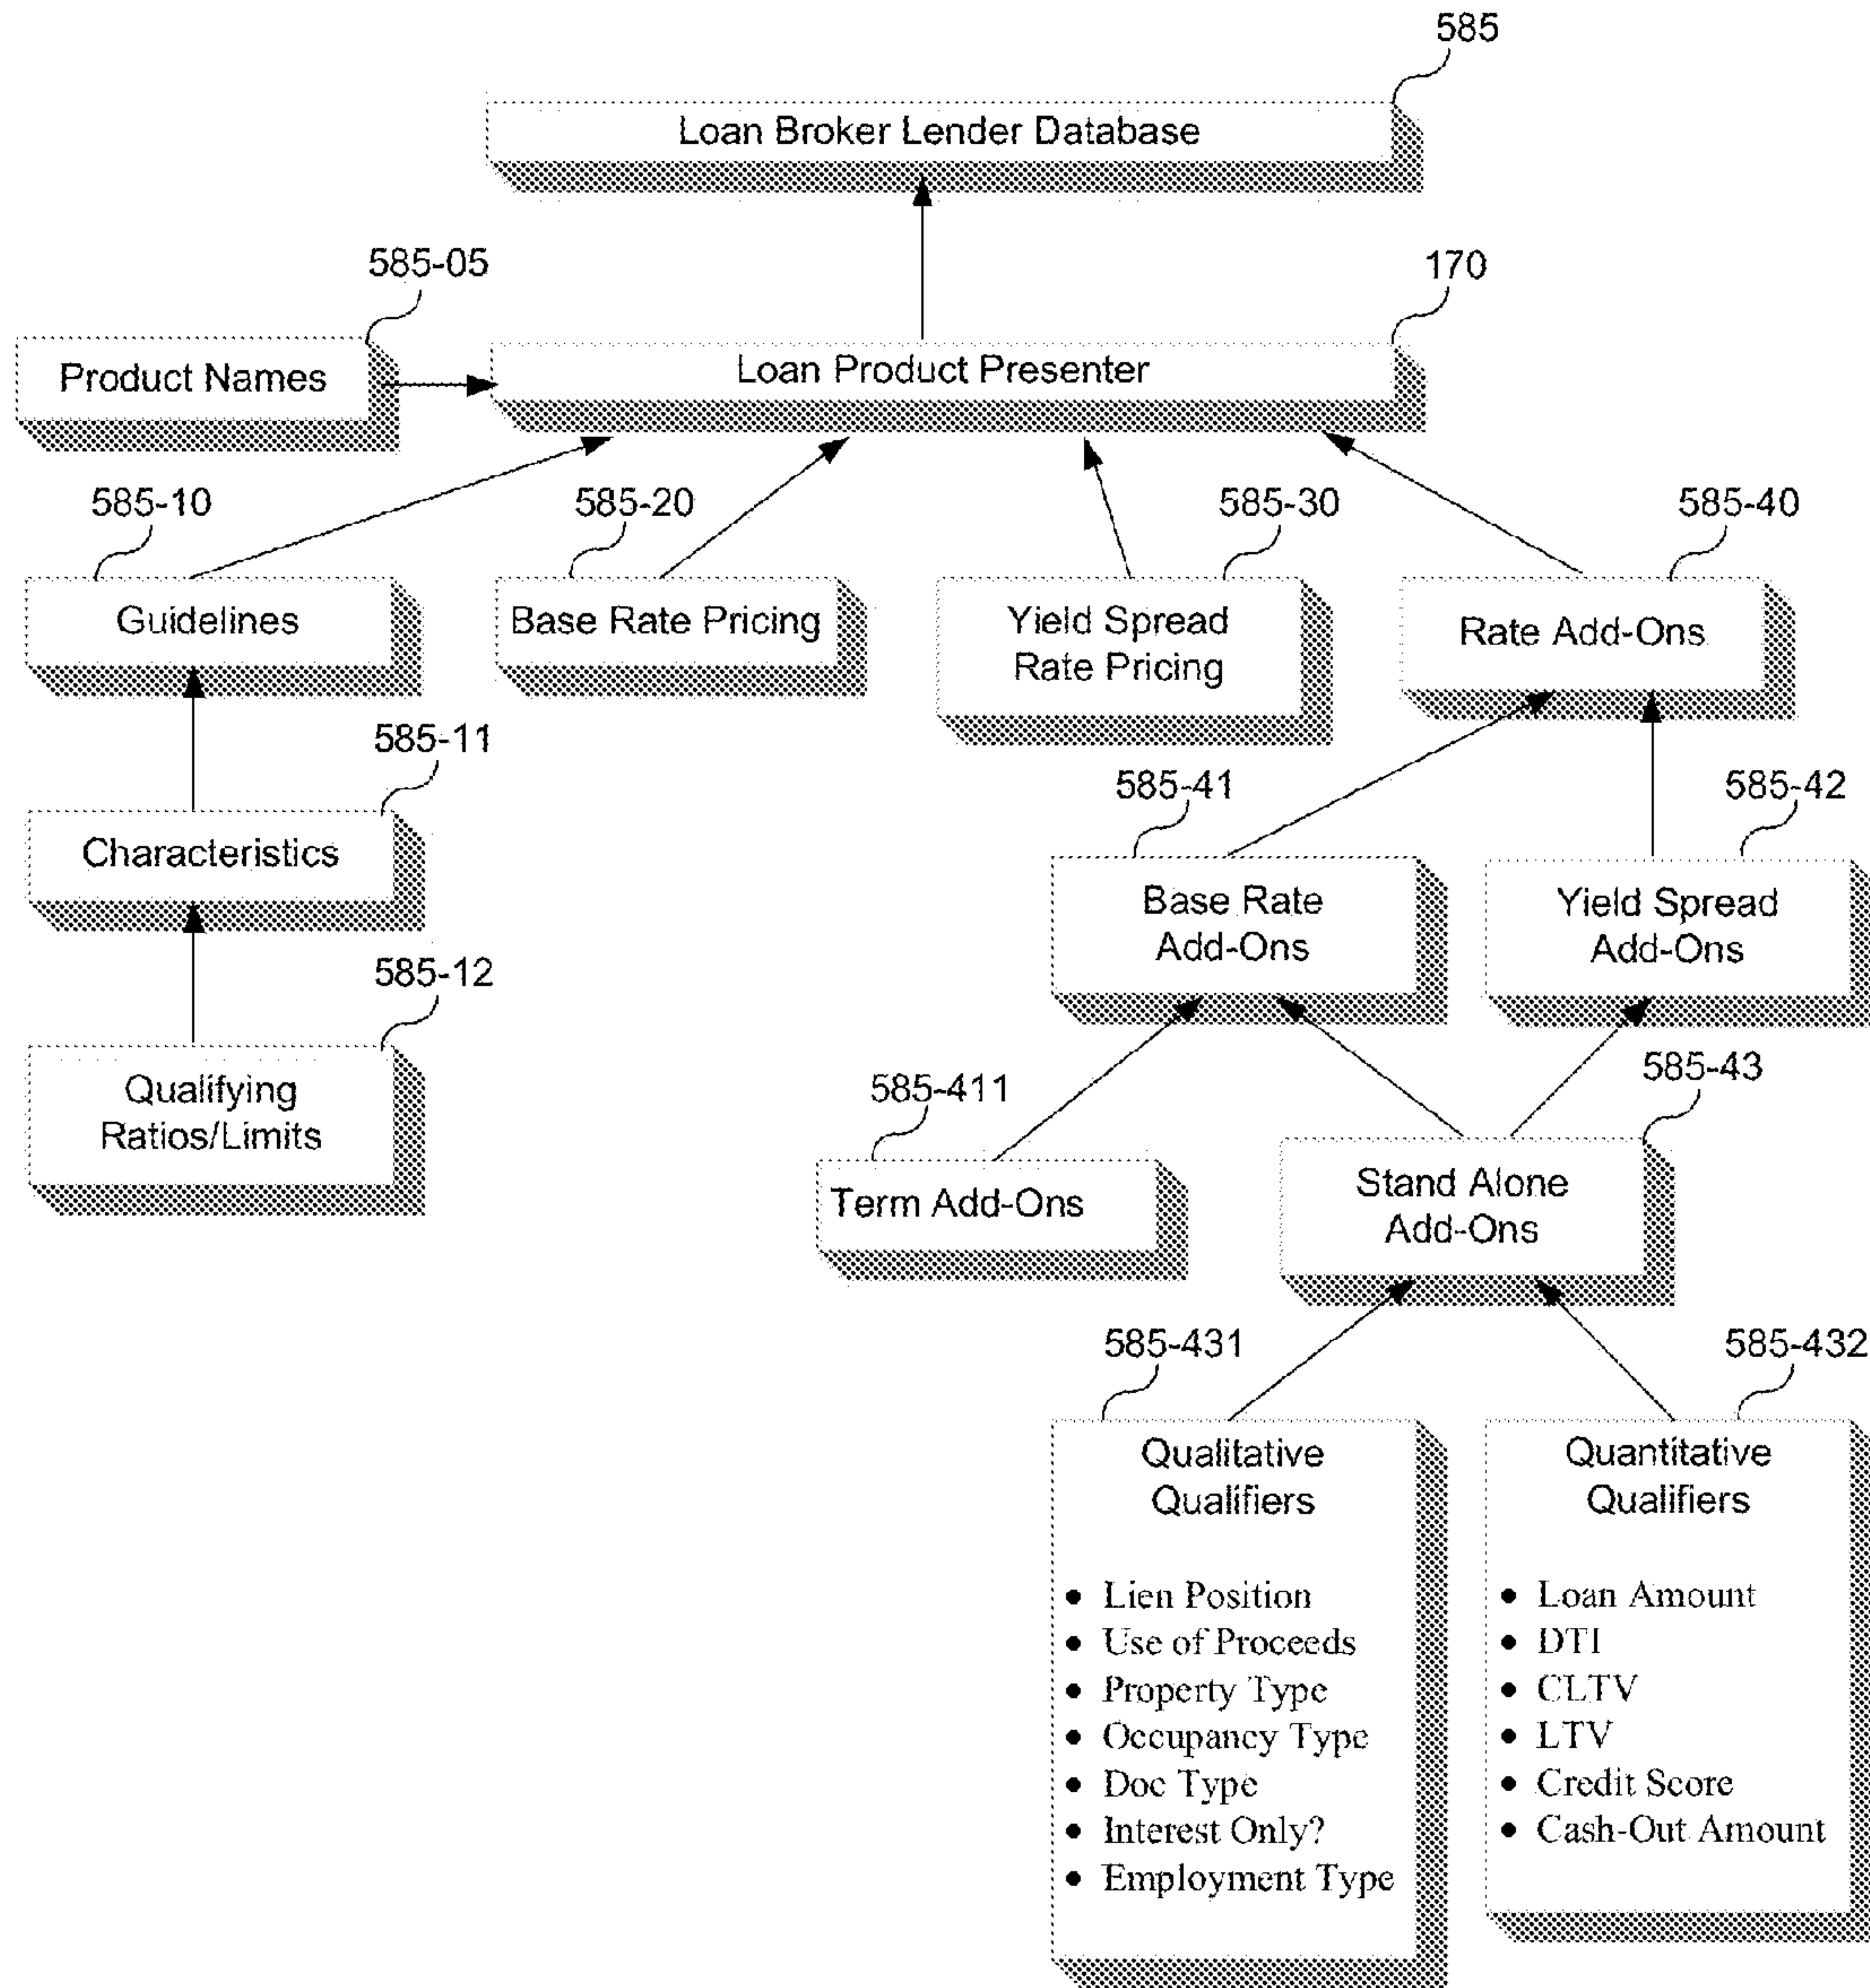 585
Loan Broker Lender Database
585-05
170
Product Names
Loan Product Presenter
585-10
585-20
585-30
585-40
Guidelines
Base Rate Pricing
Yield Spread
Rate Pricing
Rate Add-Ons
585-11
Characteristics
585-41
585-42
Base Rate
Add-Ons
Yield Spread
Add-Ons
585-12
Qualifying
Ratios/Limits
585-411
585-43
Term Add-Ons
Stand Alone
Add-Ons
585-431
585-432
Qualitative
Qualifiers
• Lien Position
• Use of Proceeds
• Property Type
• Occupancy Type
• Doc Type
• Interest Only?
• Employment Type
Quantitative
Qualifiers
• Loan Amount
• DTI
• CLTV
• LTV
• Credit Score
• Cash-Out Amount